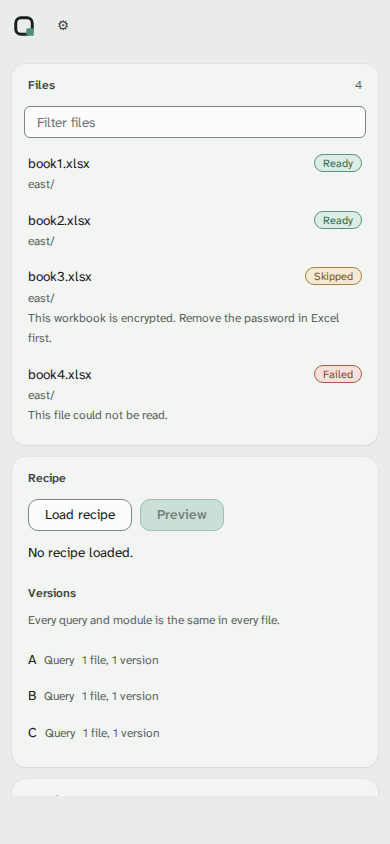 Files 4
Filter files
book1.xlsx Ready
east/
book2.xlsx Ready
east/
book3.xlsx Skipped
east/
This workbook is encrypted. Remove the password in Excel
first.
book4.xlsx Failed
east/
This file could not be read.
Recipe
Load recipe Preview
No recipe loaded.
Versions
Every query and module is the same in every file.
A Query 1 file, 1 version
B Query 1 file, 1 version
C Query 1 file, 1 version